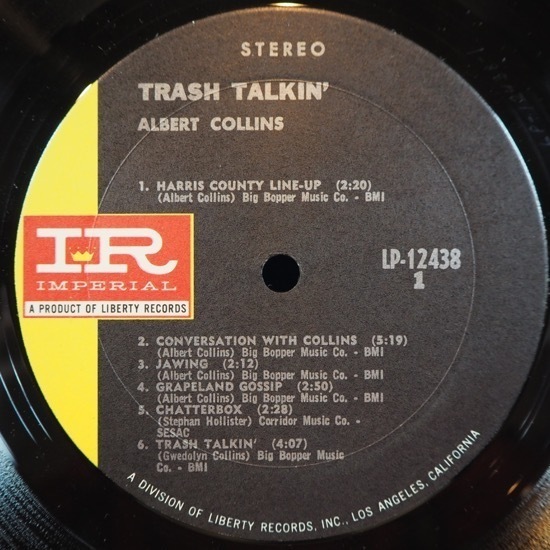 STEREO
TRASH TALKIN'
ALBERT COLLINS
1. HARRIS COUNTY LINE-UP (2:20)
(Albert Collins) Big Bopper Music Co. - BMI
IR
IMPERIAL
A PRODUCT OF LIBERTY RECORDS
LP-12438
1
2. CONVERSATION WITH COLLINS (5:19)
(Albert Collins) Big Bopper Music Co. - BMI
3. JAWING (2:12)
(Albert Collins) Big Bopper Music Co. - BMI
4. GRAPELAND GOSSIP (2:50)
(Albert Collins) Big Bopper Music Co. - BMI
5. CHATTERBOX (2:28)
(Stephan Hollister) Corridor Music Co. -
SESAC
6. TRASH TALKIN' (4:07)
(Gwedolyn Collins) Big Bopper Music
Co. - BMI
A DIVISION OF LIBERTY RECORDS, INC., LOS ANGELES, CALIFORNIA